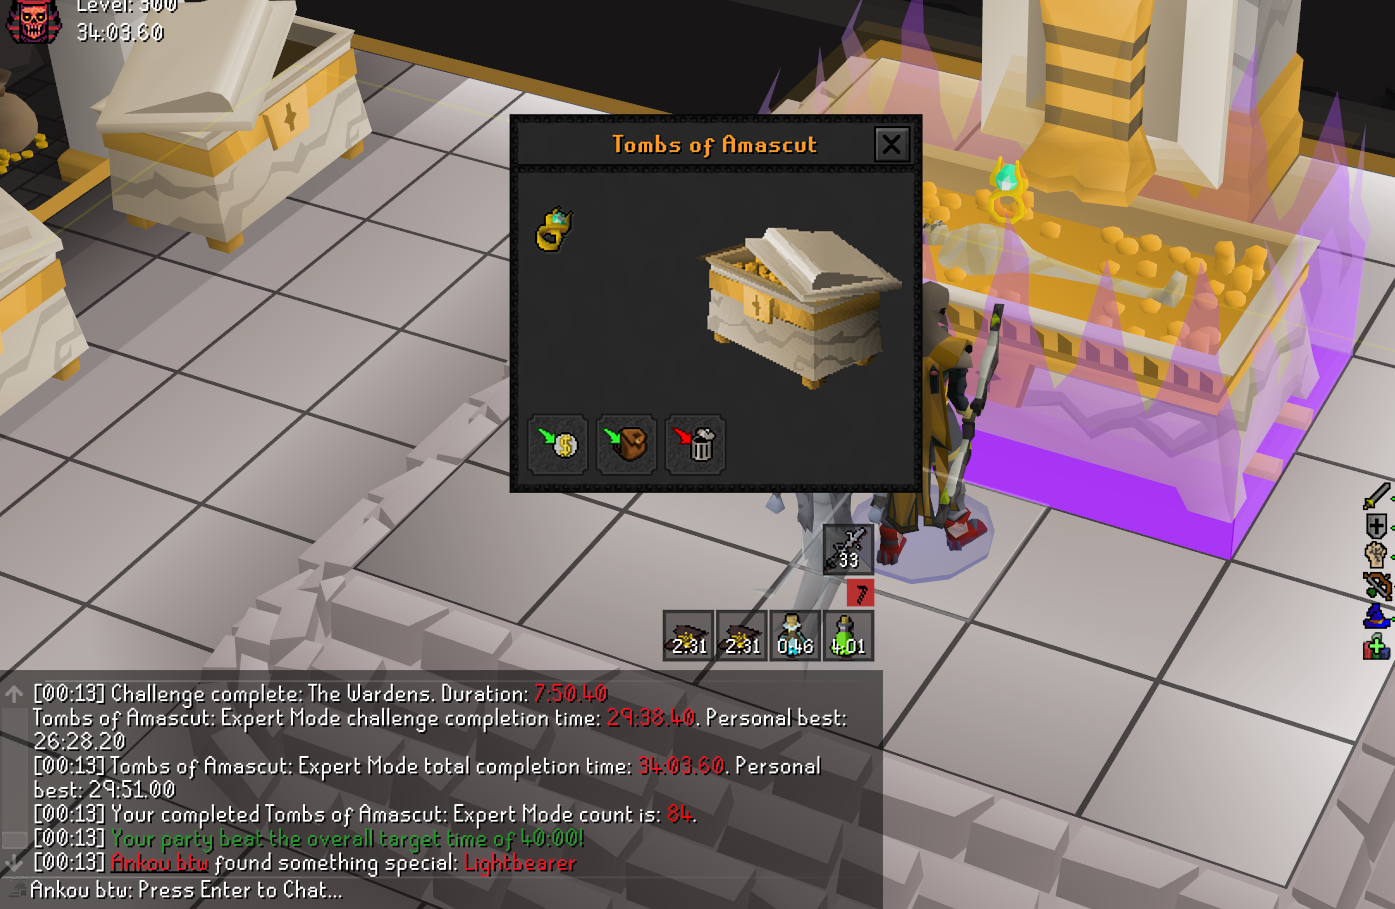 Level: 300
34:03.60
Tombs of Amascut
33
2:31
2:31
0:46
4:01
[00:13] Challenge complete: The Wardens. Duration: 7:50.40
Tombs of Amascut: Expert Mode challenge completion time: 29:38.40. Personal best:
26:28.20
[00:13] Tombs of Amascut: Expert Mode total completion time: 34:03.60. Personal
best: 29:51.00
[00:13] Your completed Tombs of Amascut: Expert Mode count is: 84.
[00:13] Your party beat the overall target time of 40:00!
[00:13] Ankou btw found something special: Lightbearer
Ankou btw: Press Enter to Chat...